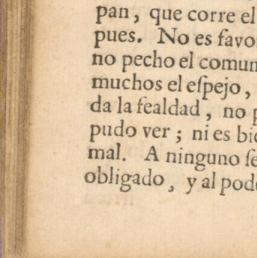 pan, que corre el
pues. No es favo
no pecho el comun
muchos el eſpejo,
da la fealdad, no p
pudo ver; ni es bie
mal. A ninguno ſe
obligado, y al pod